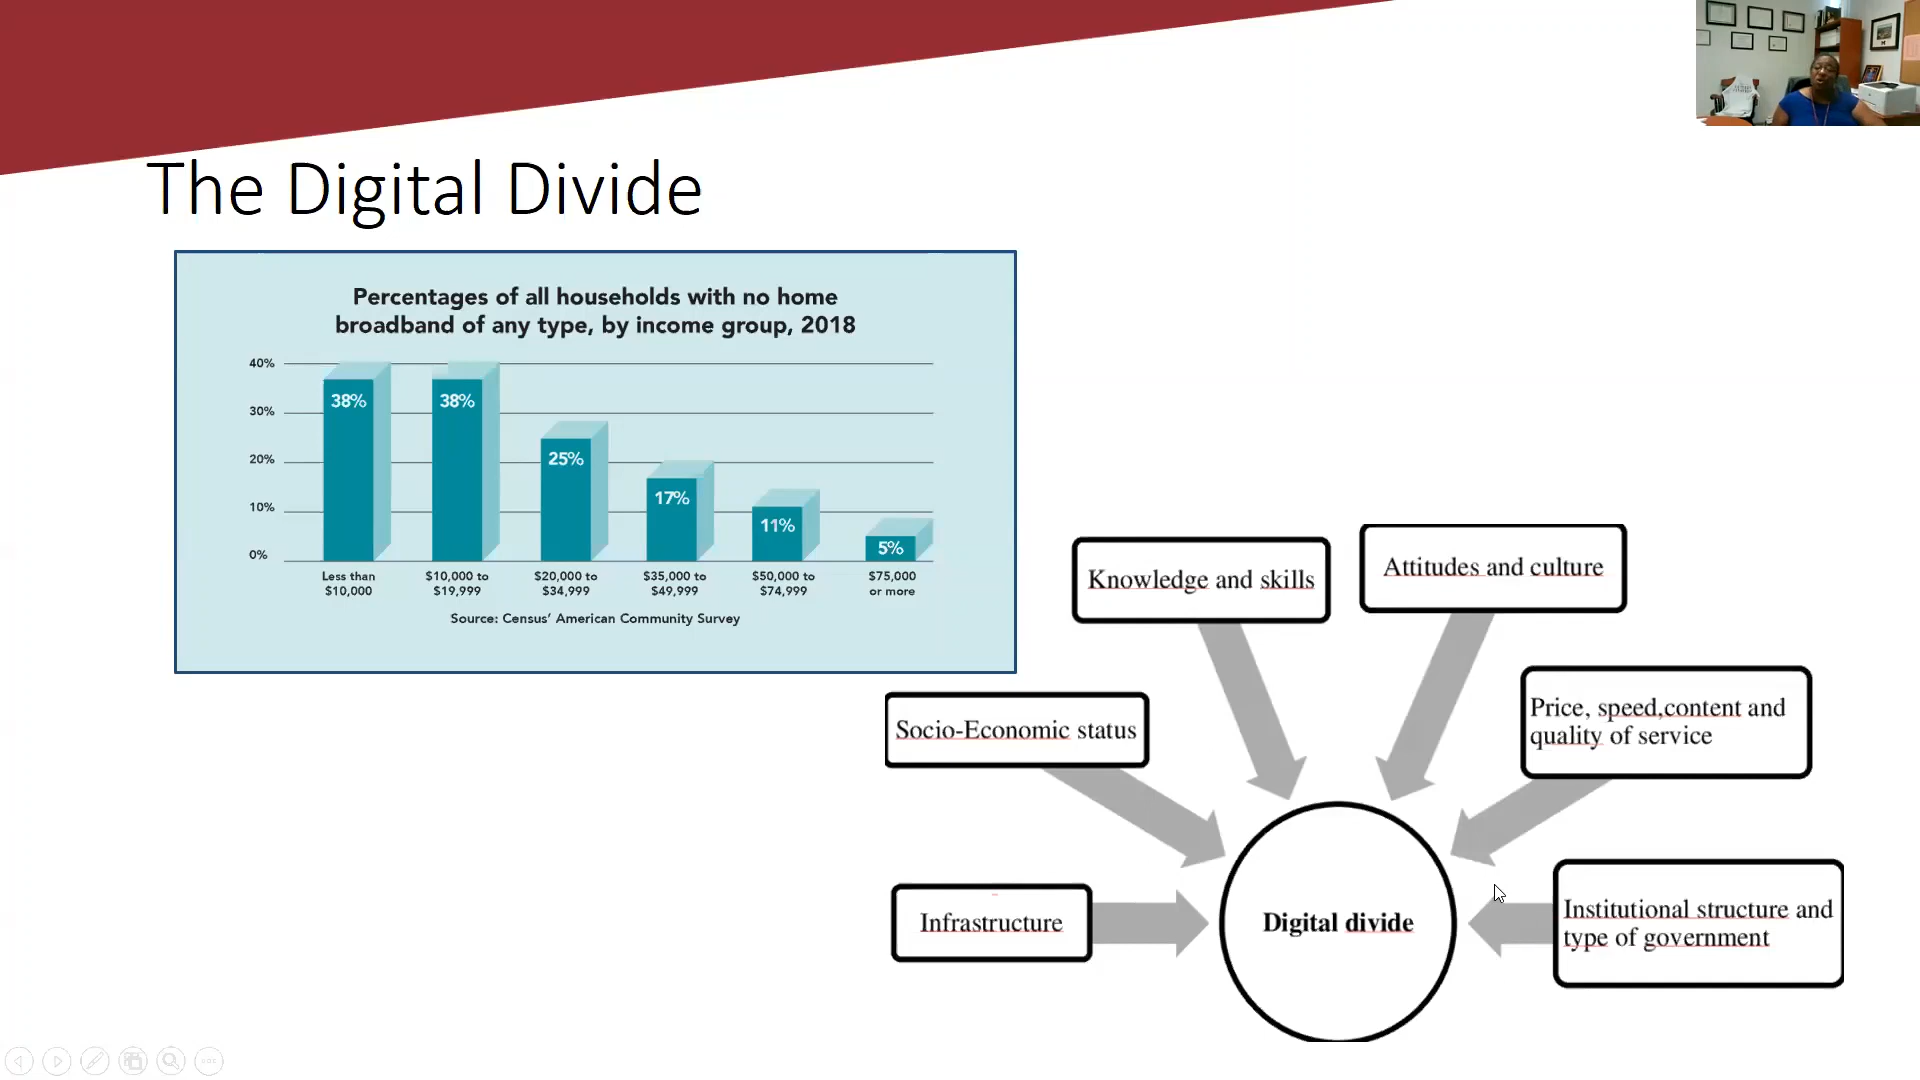 The Digital Divide
Percentages of all households with no home
broadband of any type, by income group, 2018
40%
30%
20%
10%
0%
38%
38%
25%
17%
11%
5%
Less than
$10,000
$10,000 to
$19,999
$20,000 to
$34,999
$35,000 to
$49,999
$50,000 to
$74,999
$75,000
or more
Source: Census’ American Community Survey
Knowledge and skills
Attitudes and culture
Socio-Economic status
Price, speed,content and
quality of service
Infrastructure
Digital divide
Institutional structure and
type of government